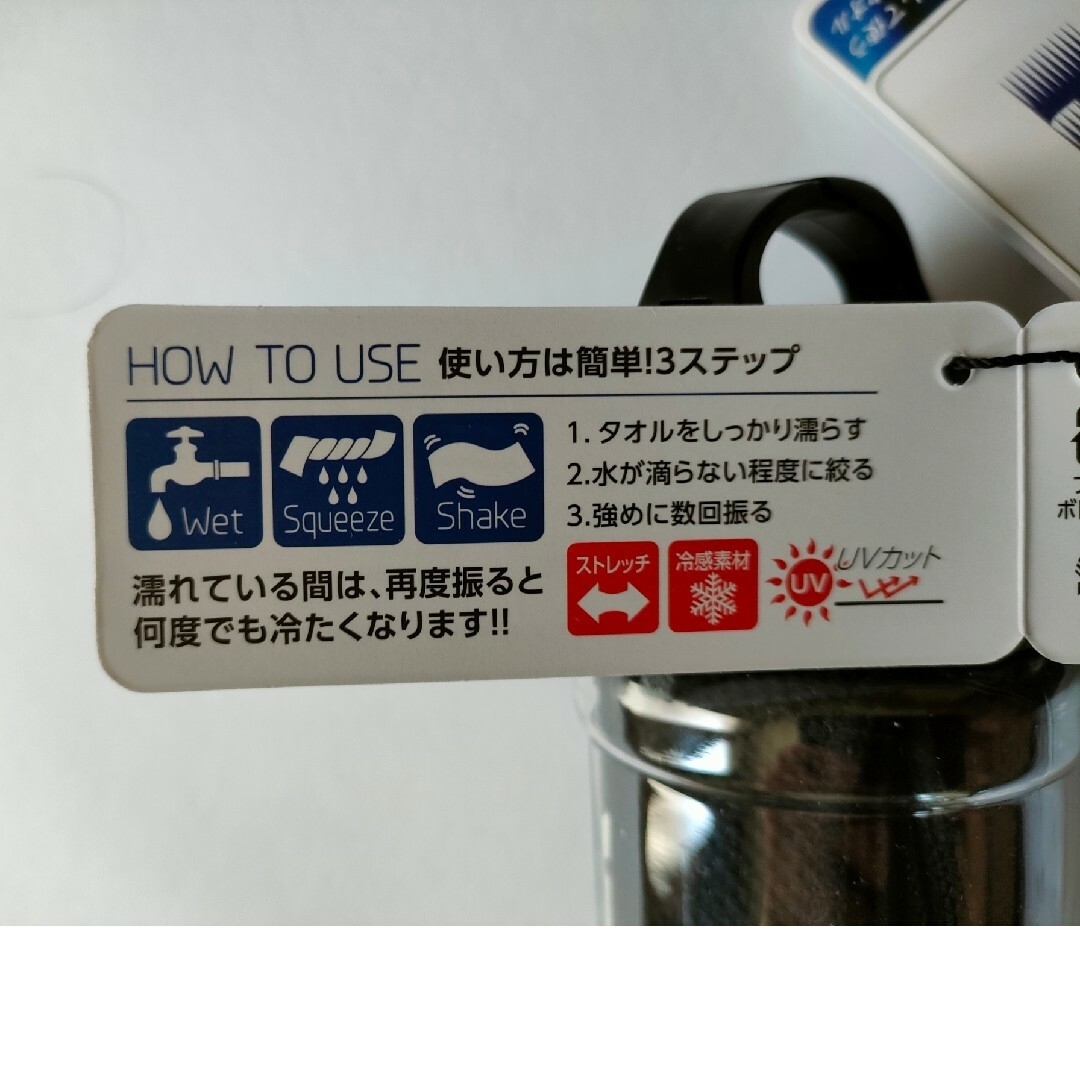 HOW TO USE 使い方は簡単!3ステップ
Wet
Squeeze
Shake
1. タオルをしっかり濡らす
2.水が滴らない程度に絞る
3.強めに数回振る
濡れている間は、再度振ると
何度でも冷たくなります!!
ストレッチ
冷感素材
UV
UVカット